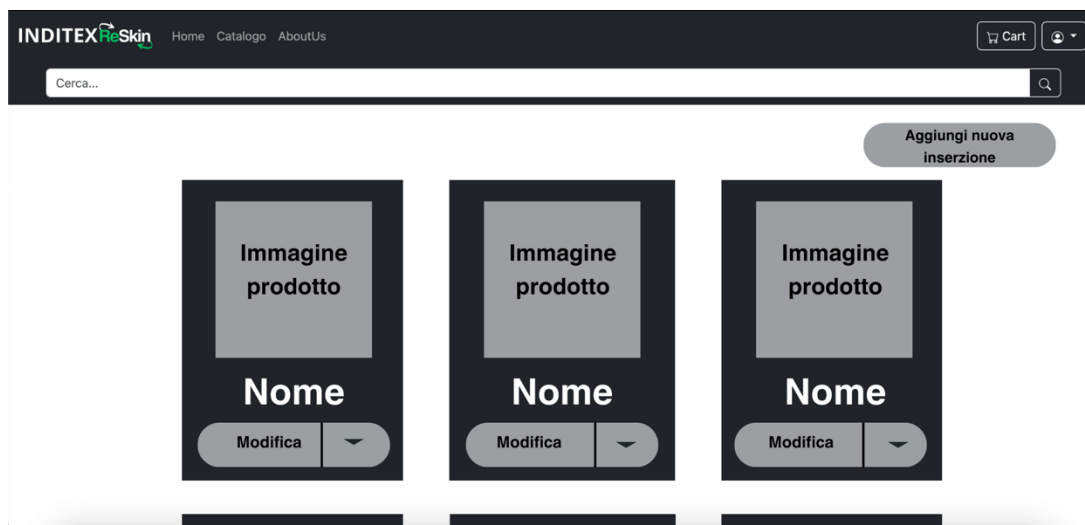 INDITEX ReSkin Home Catalogo AboutUs Cart
Cerca...
Aggiungi nuova
inserzione
Immagine
prodotto
Nome
Modifica
Immagine
prodotto
Nome
Modifica
Immagine
prodotto
Nome
Modifica